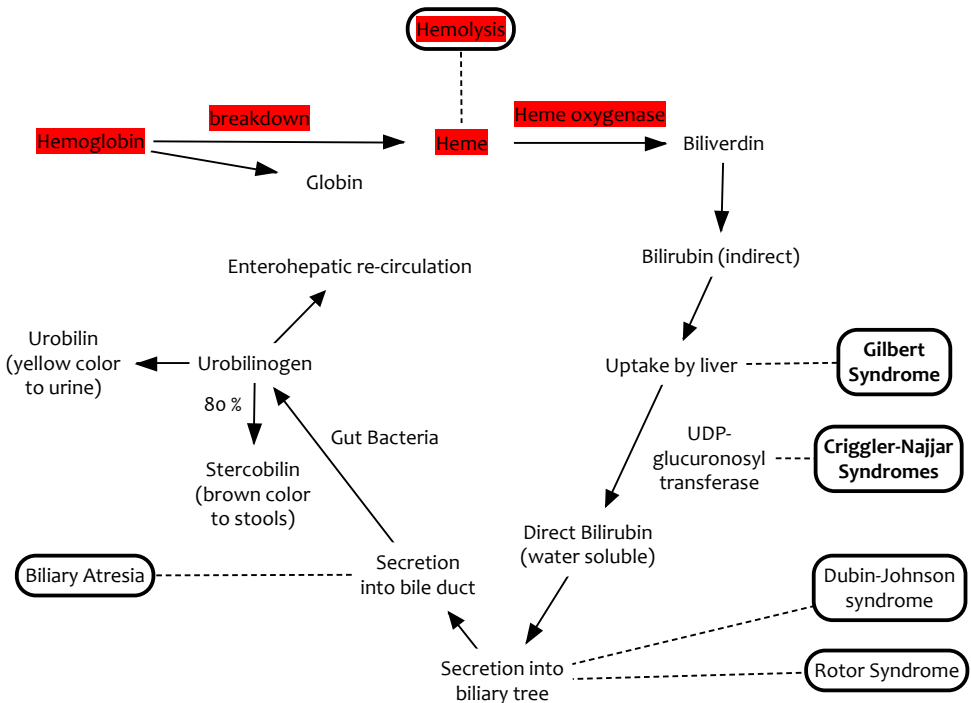 Hemolysis
breakdown
Heme oxygenase
Hemoglobin
Heme
Biliverdin
Globin
Bilirubin (indirect)
Enterohepatic re-circulation
Urobilin
(yellow color
to urine)
Urobilinogen
Uptake by liver
Gilbert
Syndrome
80 %
Gut Bacteria
UDP-
glucuronosyl
transferase
Criggler-Najjar
Syndromes
Stercobilin
(brown color
to stools)
Direct Bilirubin
(water soluble)
Biliary Atresia
Secretion
into bile duct
Dubin-Johnson
syndrome
Secretion into
biliary tree
Rotor Syndrome